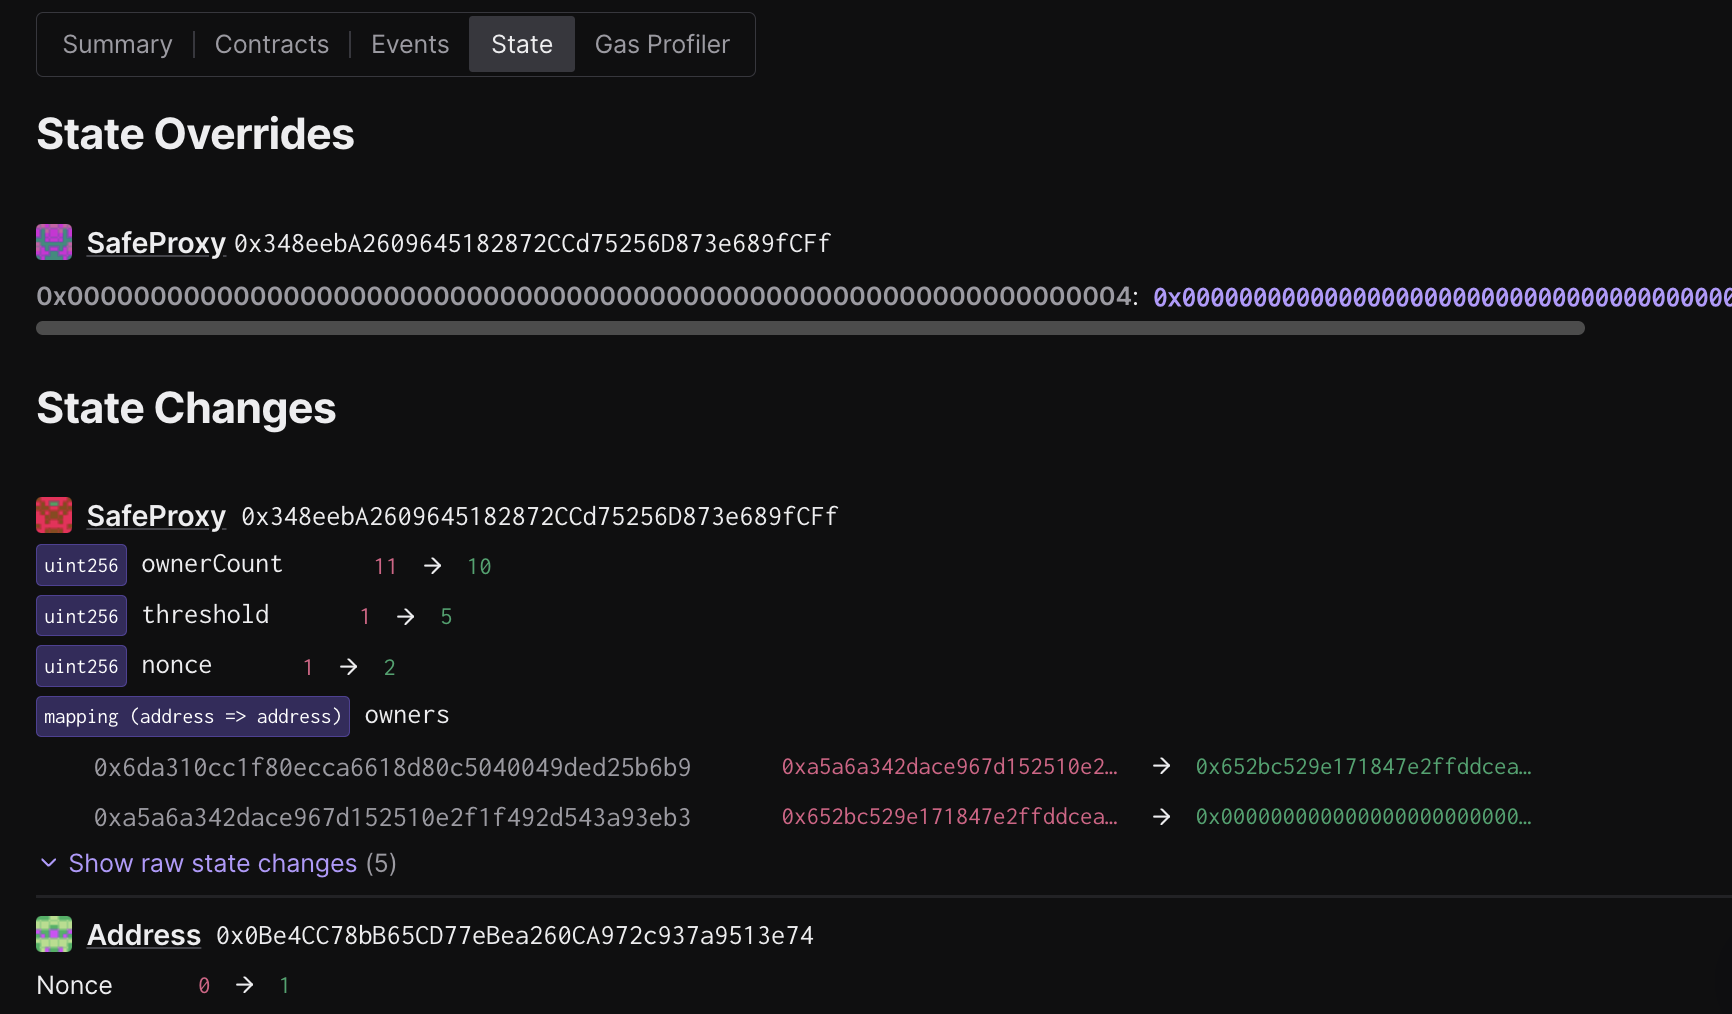 Summary | Contracts | Events State Gas Profiler
State Overrides
SafeProxy 0x348eebA2609645182872CCd75256D873e689fCFf
0x0000000000000000000000000000000000000000000000000000000000000004: 0x00000000000000000000000000000000000000
State Changes
SafeProxy 0x348eebA2609645182872CCd75256D873e689fCFf
uint256 ownerCount 11 → 10
uint256 threshold 1 → 5
uint256 nonce 1 → 2
mapping (address => address) owners
0x6da310cc1f80ecca6618d80c5040049ded25b6b9 0xa5a6a342dace967d152510e2… → 0x652bc529e171847e2ffddcea…
0xa5a6a342dace967d152510e2f1f492d543a93eb3 0x652bc529e171847e2ffddcea… → 0x000000000000000000000000…
Show raw state changes (5)
Address 0x0Be4CC78bB65CD77eBea260CA972c937a9513e74
Nonce 0 → 1